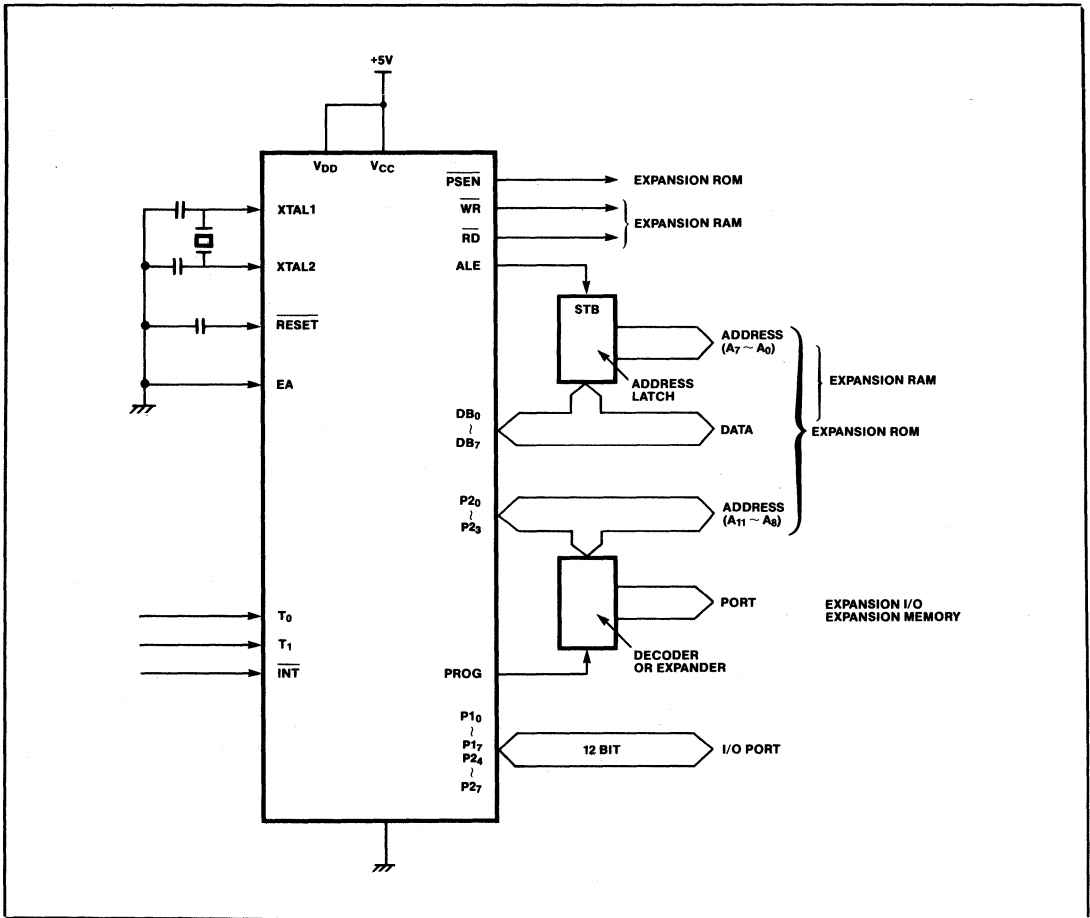 +5V
VDD
VCC
PSEN
EXPANSION ROM
XTAL1
WR
EXPANSION RAM
RD
XTAL2
ALE
STB
RESET
ADDRESS
(A7 ~ A0)
EA
ADDRESS
LATCH
EXPANSION RAM
DB0
~
DB7
DATA
EXPANSION ROM
P20
~
P23
ADDRESS
(A11 ~ A8)
T0
T1
INT
PORT
EXPANSION I/O
EXPANSION MEMORY
DECODER
OR EXPANDER
PROG
P10
~
P17
P24
~
P27
12 BIT
I/O PORT